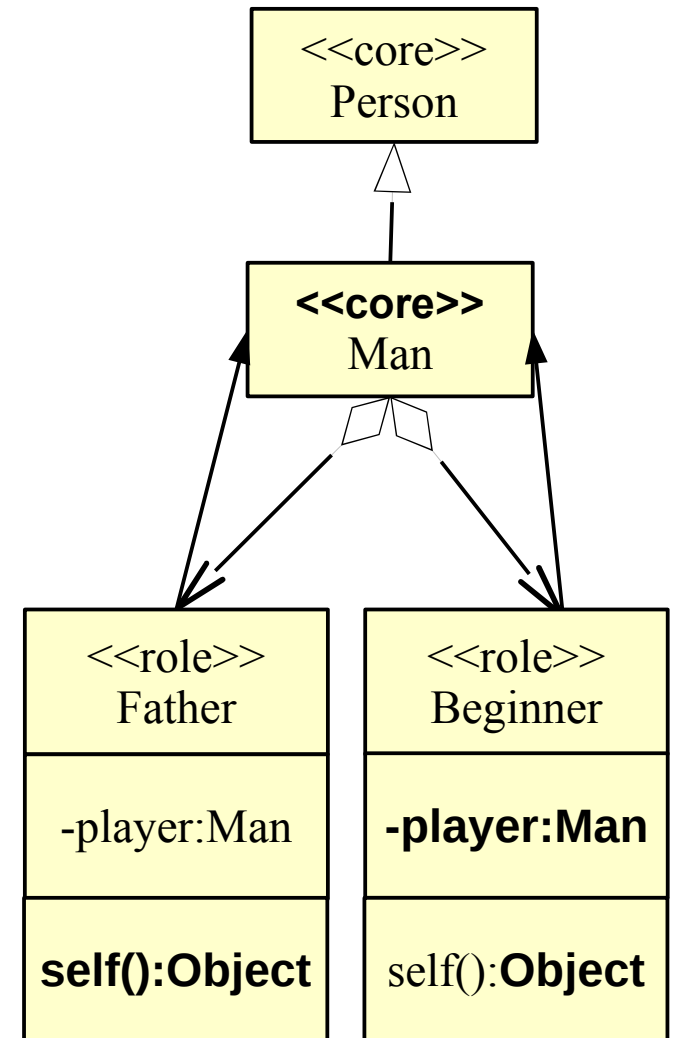 <<core>>
Person
<<core>>
Man
<<role>>
Father
-player:Man
self():Object
<<role>>
Beginner
-player:Man
self():Object